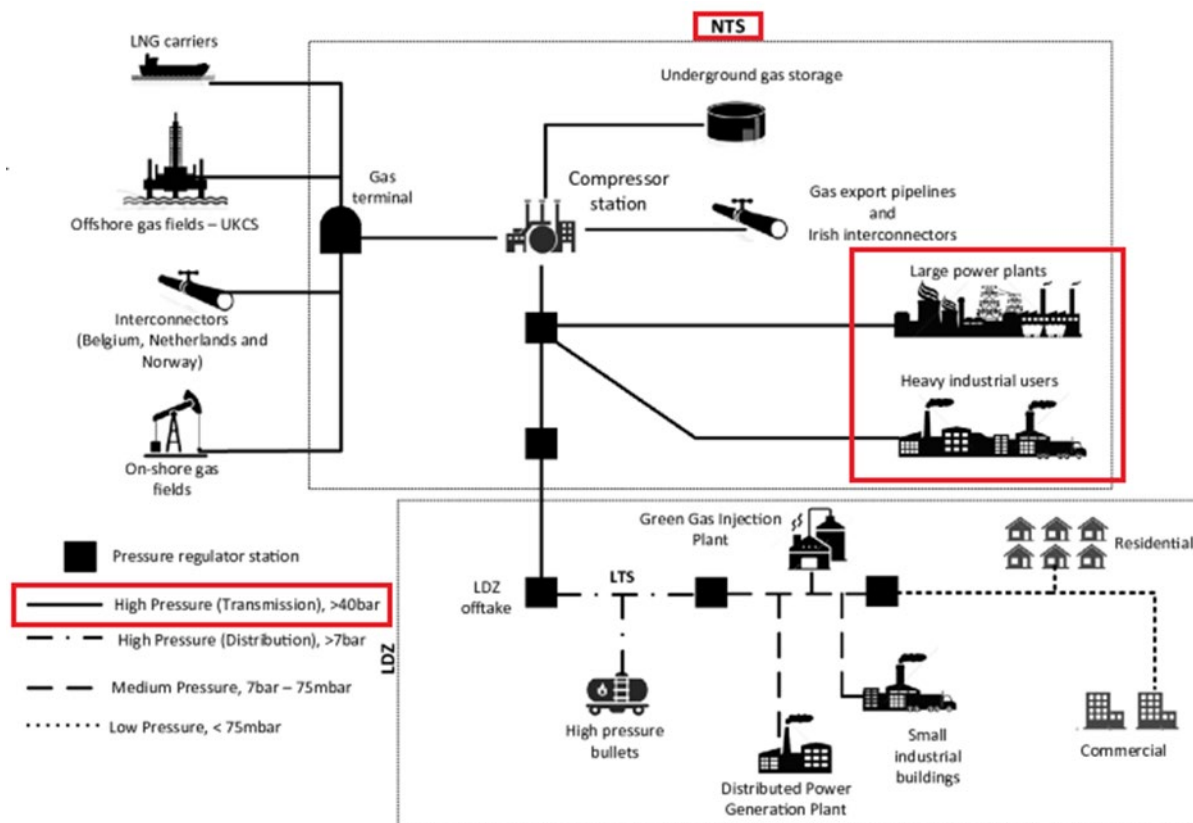 NTS
LNG carriers
Underground gas storage
Gas
terminal
Compressor
station
Gas export pipelines
and
Irish interconnectors
Offshore gas fields – UKCS
Large power plants
Interconnectors
(Belgium, Netherlands and
Norway)
Heavy industrial users
On-shore gas
fields
Green Gas Injection
Plant
Residential
Pressure regulator station
LDZ
offtake
LTS
High Pressure (Transmission), >40bar
High Pressure (Distribution), >7bar
LDZ
Medium Pressure, 7bar – 75mbar
Low Pressure, < 75mbar
High pressure
bullets
Small
industrial
buildings
Commercial
Distributed Power
Generation Plant